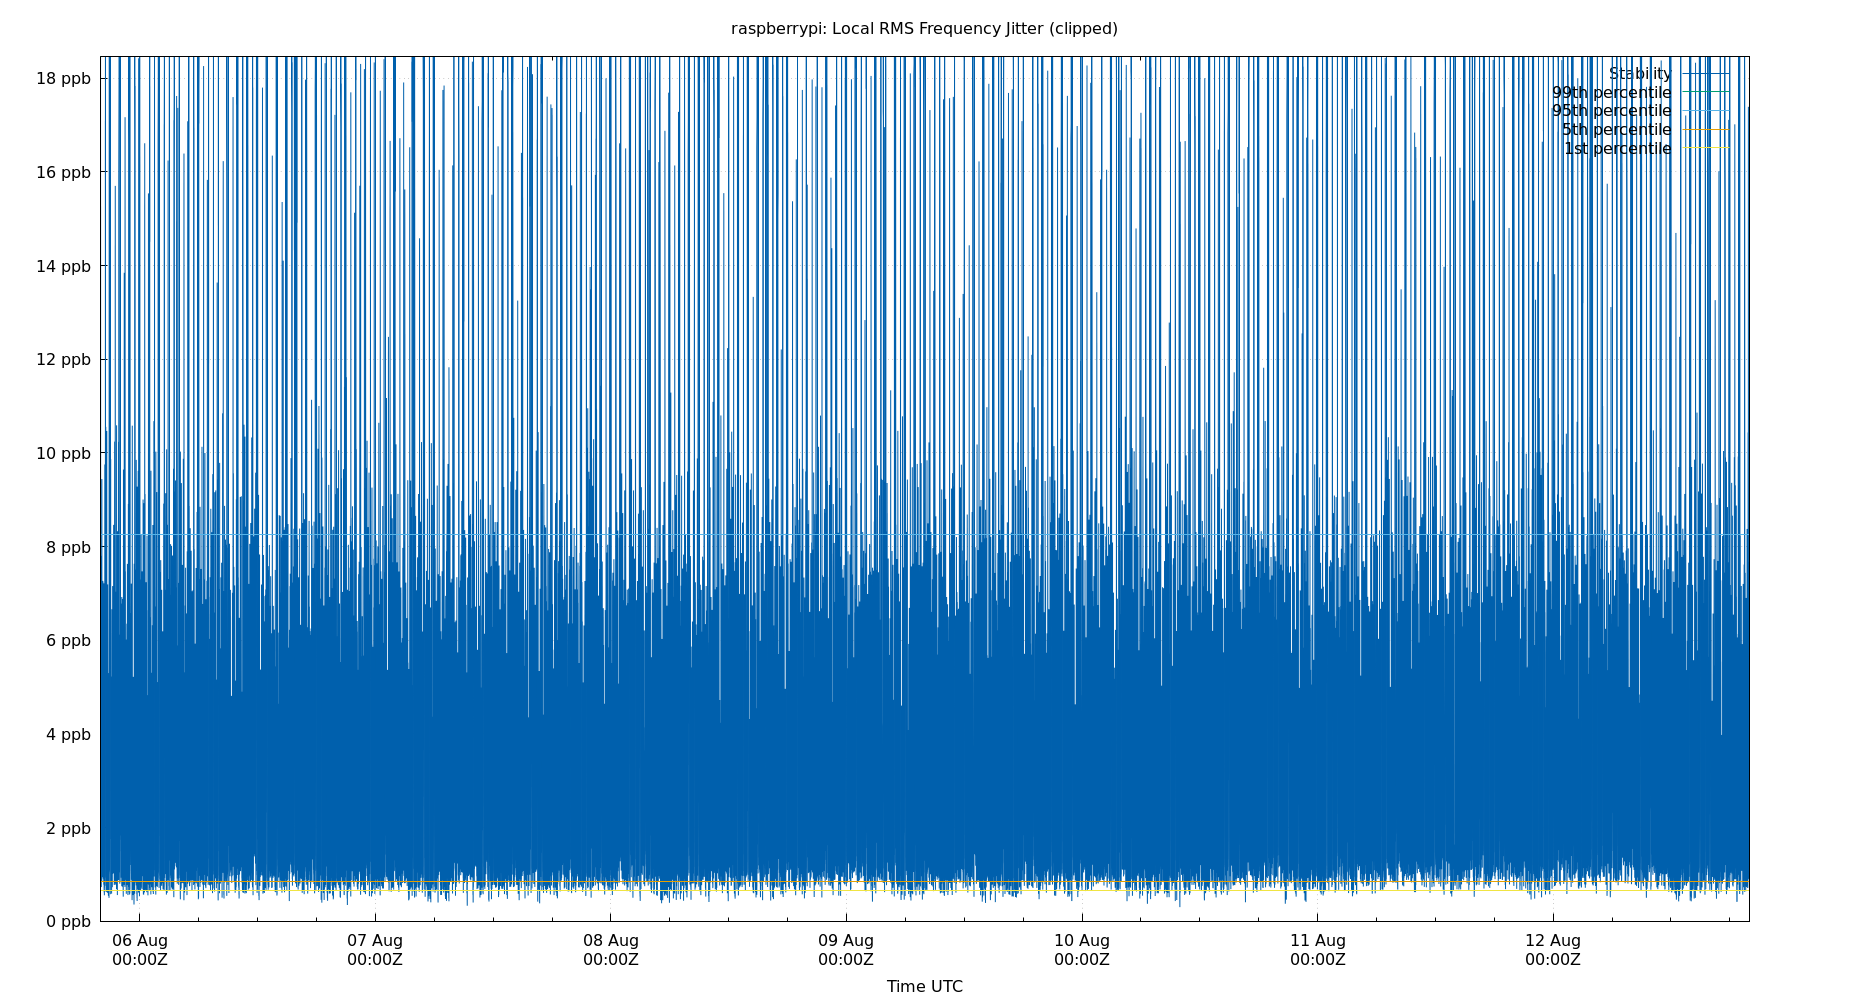 raspberrypi: Local RMS Frequency Jitter (clipped)
18 ppb
16 ppb
14 ppb
12 ppb
10 ppb
8 ppb
6 ppb
4 ppb
2 ppb
0 ppb
Stability
99th percentile
95th percentile
5th percentile
1st percentile
06 Aug
00:00Z
07 Aug
00:00Z
08 Aug
00:00Z
09 Aug
00:00Z
10 Aug
00:00Z
11 Aug
00:00Z
12 Aug
00:00Z
Time UTC